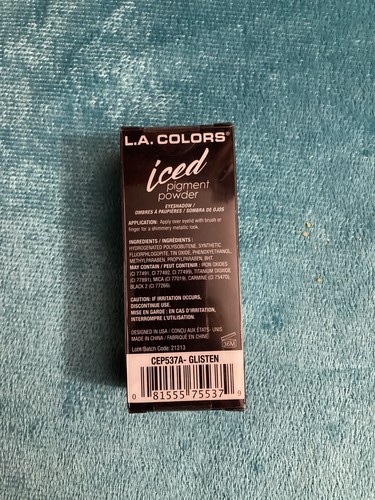 L.A. COLORS®
iced
pigment
powder
EYESHADOW /
OMBRES À PAUPIÈRES / SOMBRA DE OJOS
APPLICATION: Apply over eyelid with brush or
finger for a shimmery metallic look.
INGREDIENTS / INGRÉDIENTS :
HYDROGENATED POLYISOBUTENE, SYNTHETIC
FLUORPHLOGOPITE, TIN OXIDE, PHENOXYETHANOL,
METHYLPARABEN, PROPYLPARABEN, BHT.
MAY CONTAIN / PEUT CONTENIR : IRON OXIDES
(CI 77491, CI 77492, CI 77499), TITANIUM DIOXIDE
(CI 77891), MICA (CI 77019), CARMINE (CI 75470),
BLACK 2 (CI 77266).
CAUTION: IF IRRITATION OCCURS,
DISCONTINUE USE.
MISE EN GARDE : EN CAS D'IRRITATION,
INTERROMPRE L'UTILISATION.
DESIGNED IN USA / CONÇU AUX ÉTATS- UNIS
MADE IN CHINA / FABRIQUÉ EN CHINE
36M
Lot#/Batch Code: 21213
CEP537A- GLISTEN
0 81555 75537 9